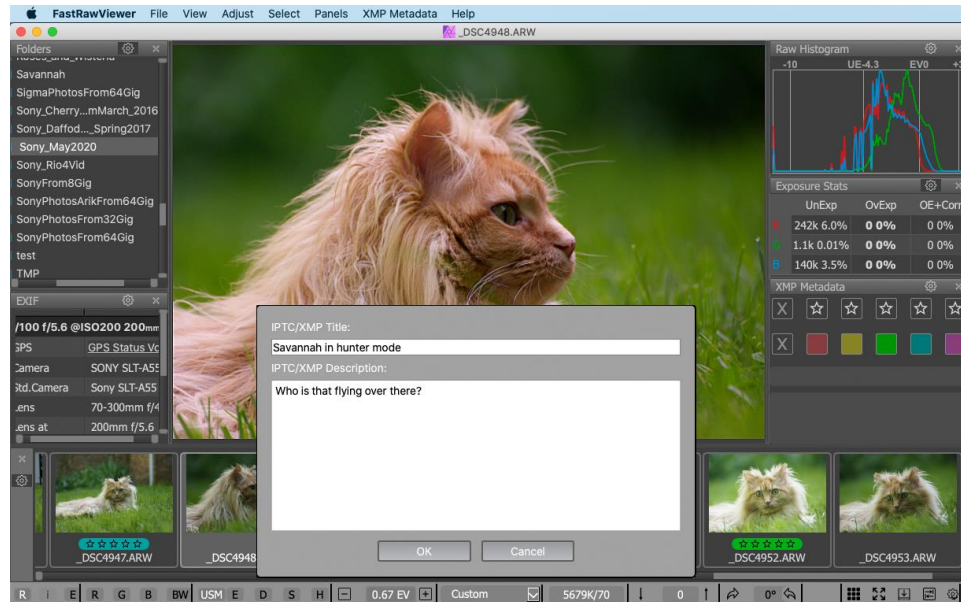 FastRawViewer File View Adjust Select Panels XMP Metadata Help
_DSC4948.ARW
Folders
Savannah
SigmaPhotosFrom64Gig
Sony_Cherry...mMarch_2016
Sony_Daffod..._Spring2017
Sony_May2020
Sony_Rio4Vid
SonyFrom8Gig
SonyPhotosArikFrom64Gig
SonyPhotosFrom32Gig
SonyPhotosFrom64Gig
test
TMP
EXIF
/100 f/5.6 @ISO200 200mm
GPS GPS Status Vo
Camera SONY SLT-A55
Std.Camera Sony SLT-A55
Lens 70-300mm f/4
Lens at 200mm f/5.6
Raw Histogram
-10 UE-4.3 EV0 +3
Exposure Stats
UnExp OvExp OE+Corr
R 242k 6.0% 0 0% 0 0%
G 1.1k 0.01% 0 0% 0 0%
B 140k 3.5% 0 0% 0 0%
XMP Metadata
X
X
IPTC/XMP Title:
Savannah in hunter mode
IPTC/XMP Description:
Who is that flying over there?
OK Cancel
_DSC4947.ARW
_DSC4948
_DSC4952.ARW
_DSC4953.ARW
R i E R G B BW USM E D S H 0.67 EV Custom 5679K/70 0 0°